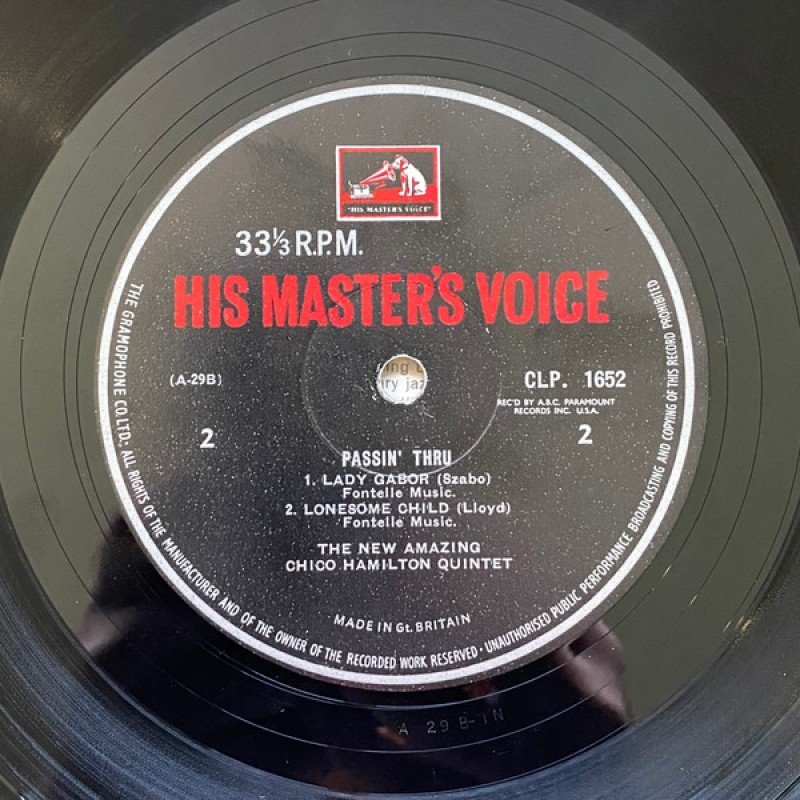 "HIS MASTER'S VOICE"
33⅓ R.P.M.
HIS MASTER'S VOICE
(A-29B)
CLP. 1652
REC'D BY A.B.C. PARAMOUNT
RECORDS INC. U.S.A.
2
2
PASSIN' THRU
1. LADY GABOR (Szabo)
Fontelle Music.
2. LONESOME CHILD (Lloyd)
Fontelle Music.
THE NEW AMAZING
CHICO HAMILTON QUINTET
MADE IN Gt. BRITAIN
THE GRAMOPHONE CO. LTD. ALL RIGHTS OF THE MANUFACTURER AND OF THE OWNER OF THE RECORDED WORK RESERVED · UNAUTHORISED PUBLIC PERFORMANCE BROADCASTING AND COPYING OF THIS RECORD PROHIBITED
A 29 B-1N